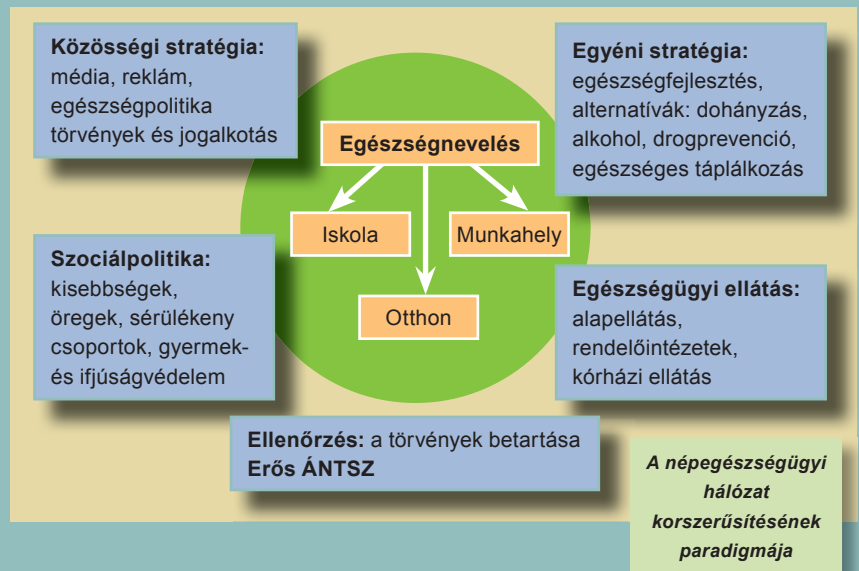 Közösségi stratégia:
média, reklám,
egészségpolitika
törvények és jogalkotás
Egyéni stratégia:
egészségfejlesztés,
alternatívák: dohányzás,
alkohol, drogprevenció,
egészséges táplálkozás
Egészségnevelés
Iskola
Munkahely
Otthon
Szociálpolitika:
kisebbségek,
öregek, sérülékeny
csoportok, gyermek-
és ifjúságvédelem
Egészségügyi ellátás:
alapellátás,
rendelőintézetek,
kórházi ellátás
Ellenőrzés: a törvények betartása
Erős ÁNTSZ
A népegészségügyi
hálózat
korszerűsítésének
paradigmája